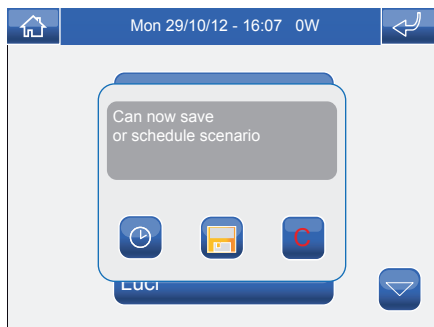 Mon 29/10/12 - 16:07 0W
Can now save
or schedule scenario
C
Luci